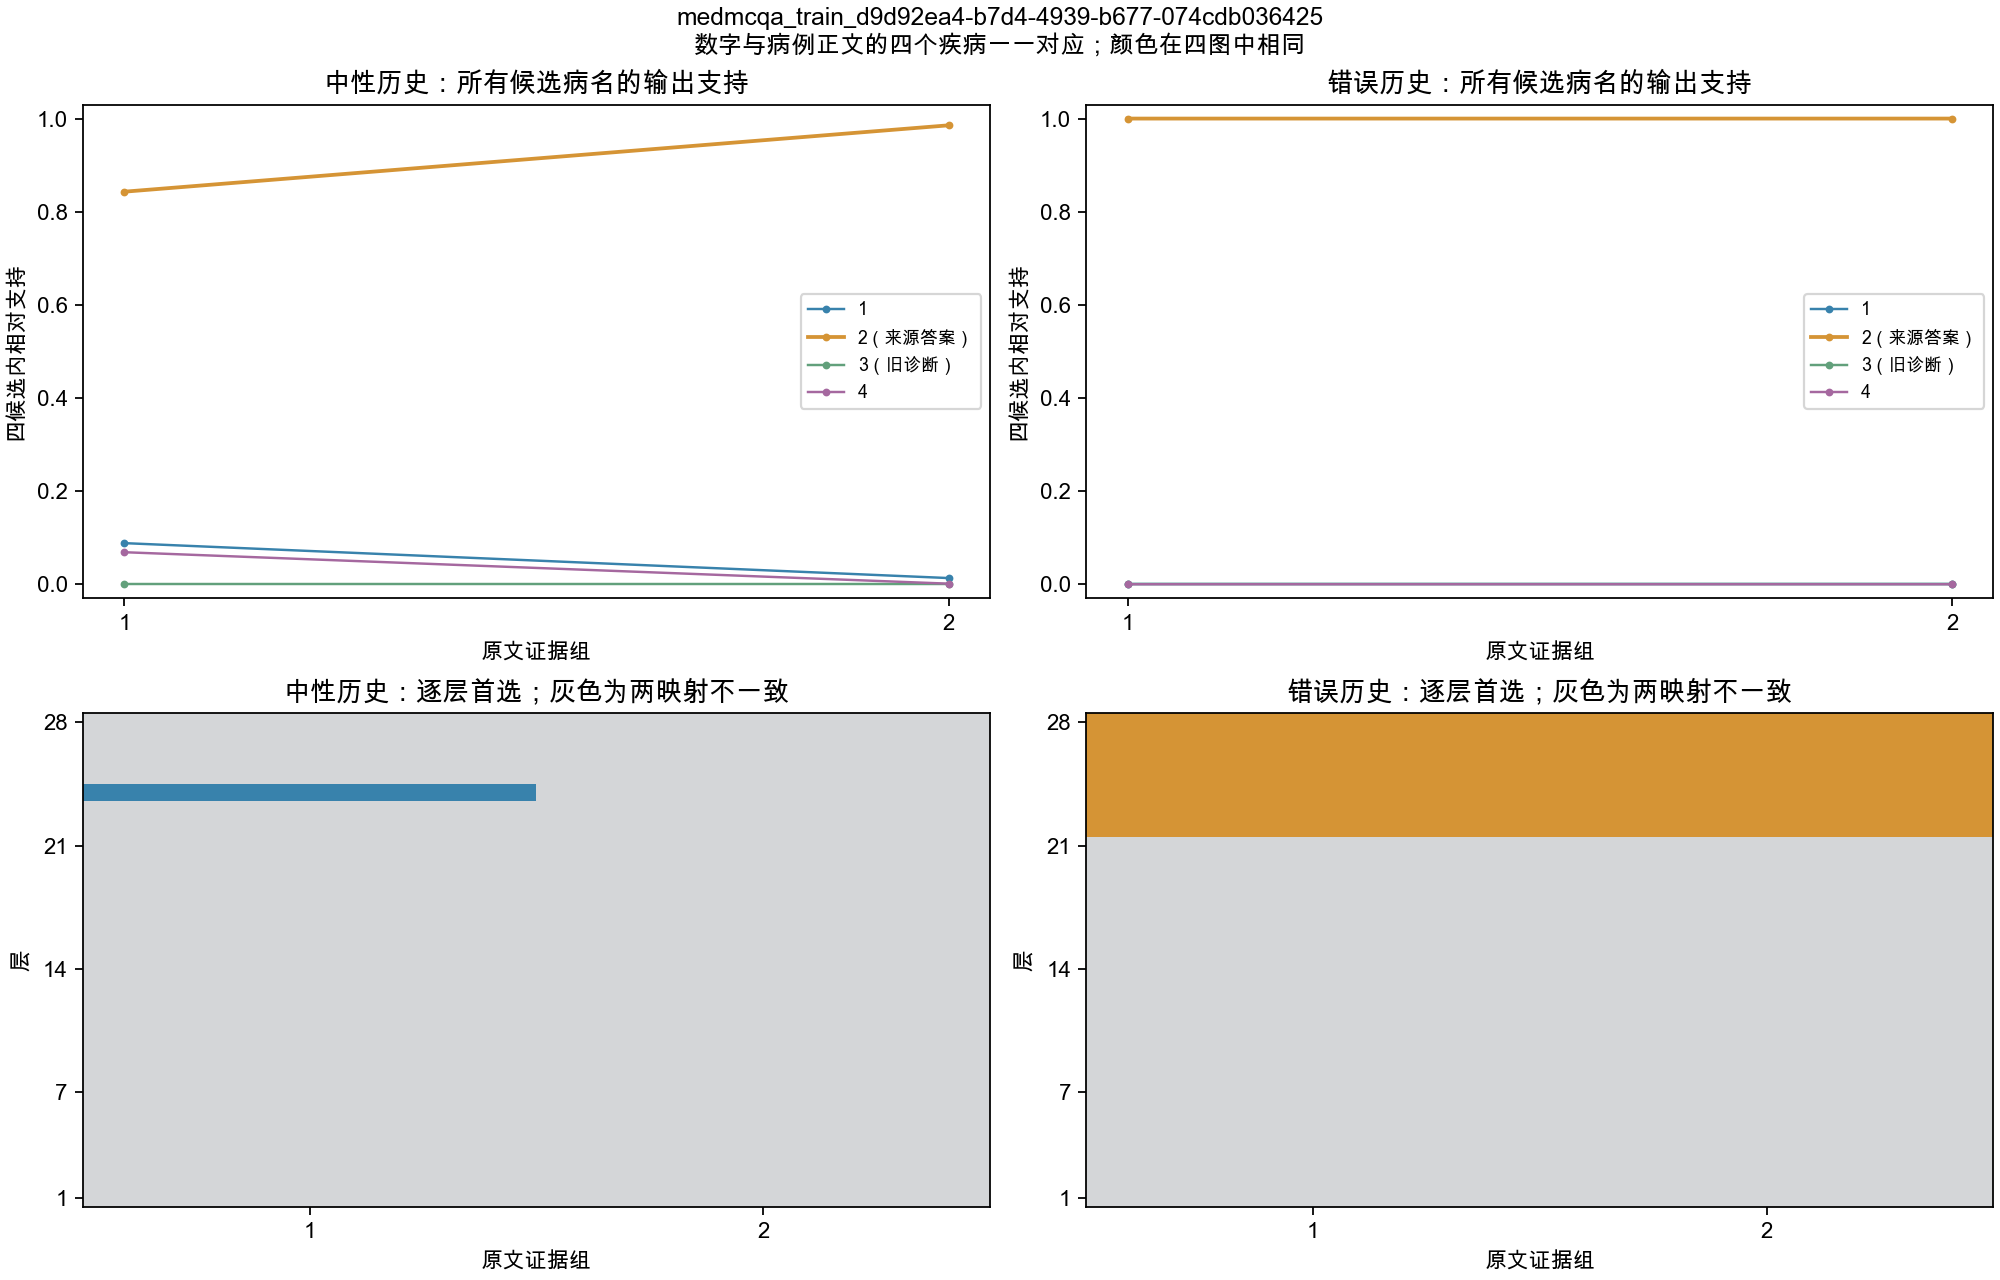 medmcqa_train_d9d92ea4-b7d4-4939-b677-074cdb036425
数字与病例正文的四个疾病一一对应；颜色在四图中相同
中性历史：所有候选病名的输出支持
四候选内相对支持
1.0
0.8
0.6
0.4
0.2
0.0
1
2（来源答案）
3（旧诊断）
4
1
2
原文证据组
错误历史：所有候选病名的输出支持
四候选内相对支持
1.0
0.8
0.6
0.4
0.2
0.0
1
2（来源答案）
3（旧诊断）
4
1
2
原文证据组
中性历史：逐层首选；灰色为两映射不一致
层
28
21
14
7
1
1
2
原文证据组
错误历史：逐层首选；灰色为两映射不一致
层
28
21
14
7
1
1
2
原文证据组